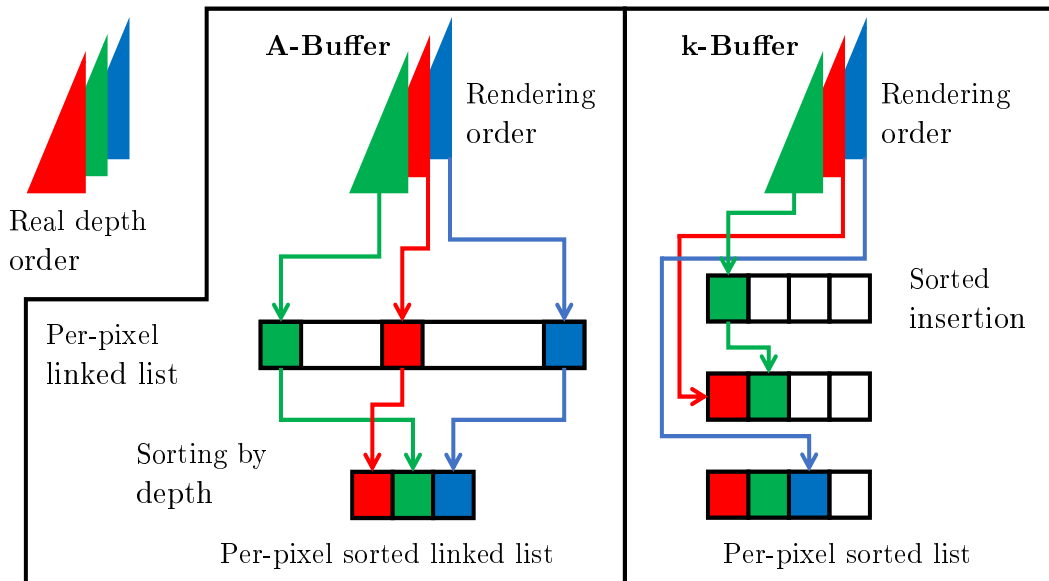 Real depth
order
A-Buffer
Rendering
order
Per-pixel
linked list
Sorting by
depth
Per-pixel sorted linked list
k-Buffer
Rendering
order
Sorted
insertion
Per-pixel sorted list